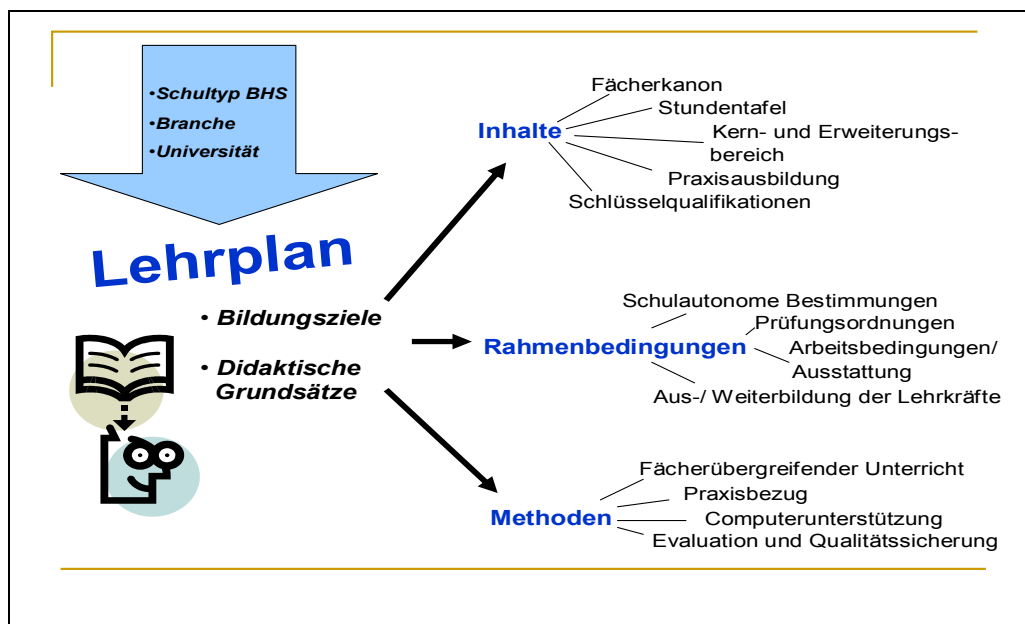 •Schultyp BHS
•Branche
•Universität
Lehrplan
• Bildungsziele
• Didaktische
Grundsätze
Inhalte
Fächerkanon
Stundentafel
Kern- und Erweiterungs-
bereich
Praxisausbildung
Schlüsselqualifikationen
Rahmenbedingungen
Schulautonome Bestimmungen
Prüfungsordnungen
Arbeitsbedingungen/
Ausstattung
Aus-/ Weiterbildung der Lehrkräfte
Methoden
Fächerübergreifender Unterricht
Praxisbezug
Computerunterstützung
Evaluation und Qualitätssicherung